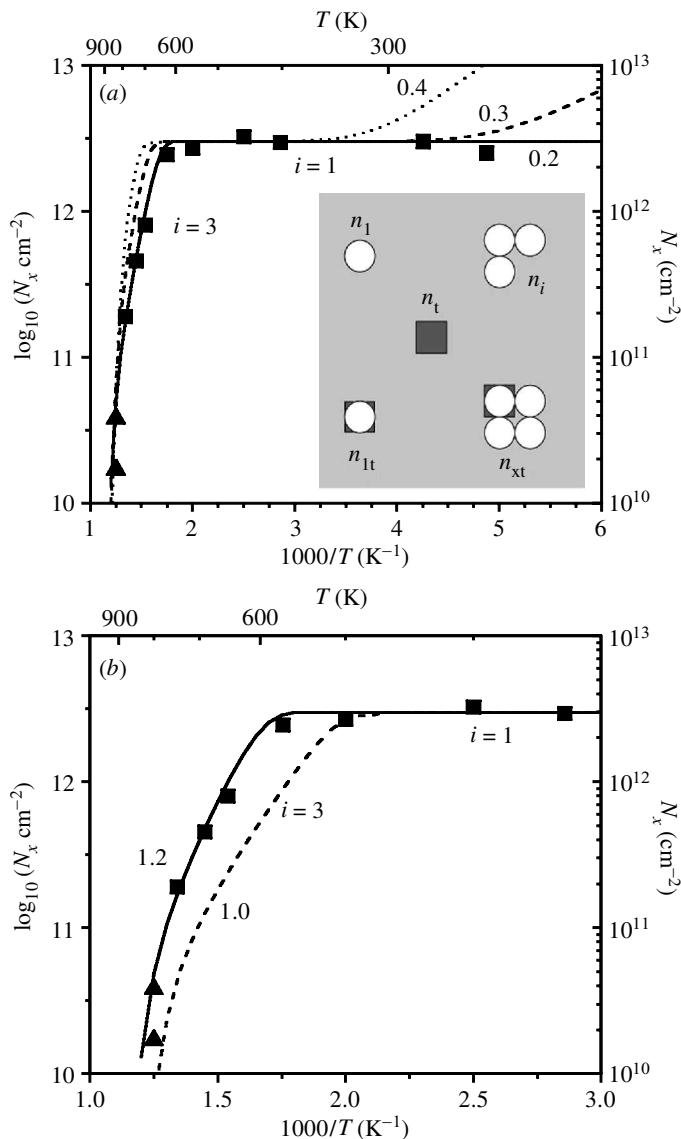 T (K)
900 600 300
13 (a) 0.4 10¹³
0.3
0.2
i = 1
12 i = 3 10¹²
n₁ nᵢ
nₜ
log₁₀ (Nₓ cm⁻²) Nₓ (cm⁻²)
11 10¹¹
n₁ₜ nₓₜ
10 10¹⁰
1 2 3 4 5 6
1000/T (K⁻¹)
T (K)
900 600
13 (b) 10¹³
i = 1
12 10¹²
i = 3
log₁₀ (Nₓ cm⁻²) Nₓ (cm⁻²)
1.2
1.0
11 10¹¹
10 10¹⁰
1.0 1.5 2.0 2.5 3.0
1000/T (K⁻¹)